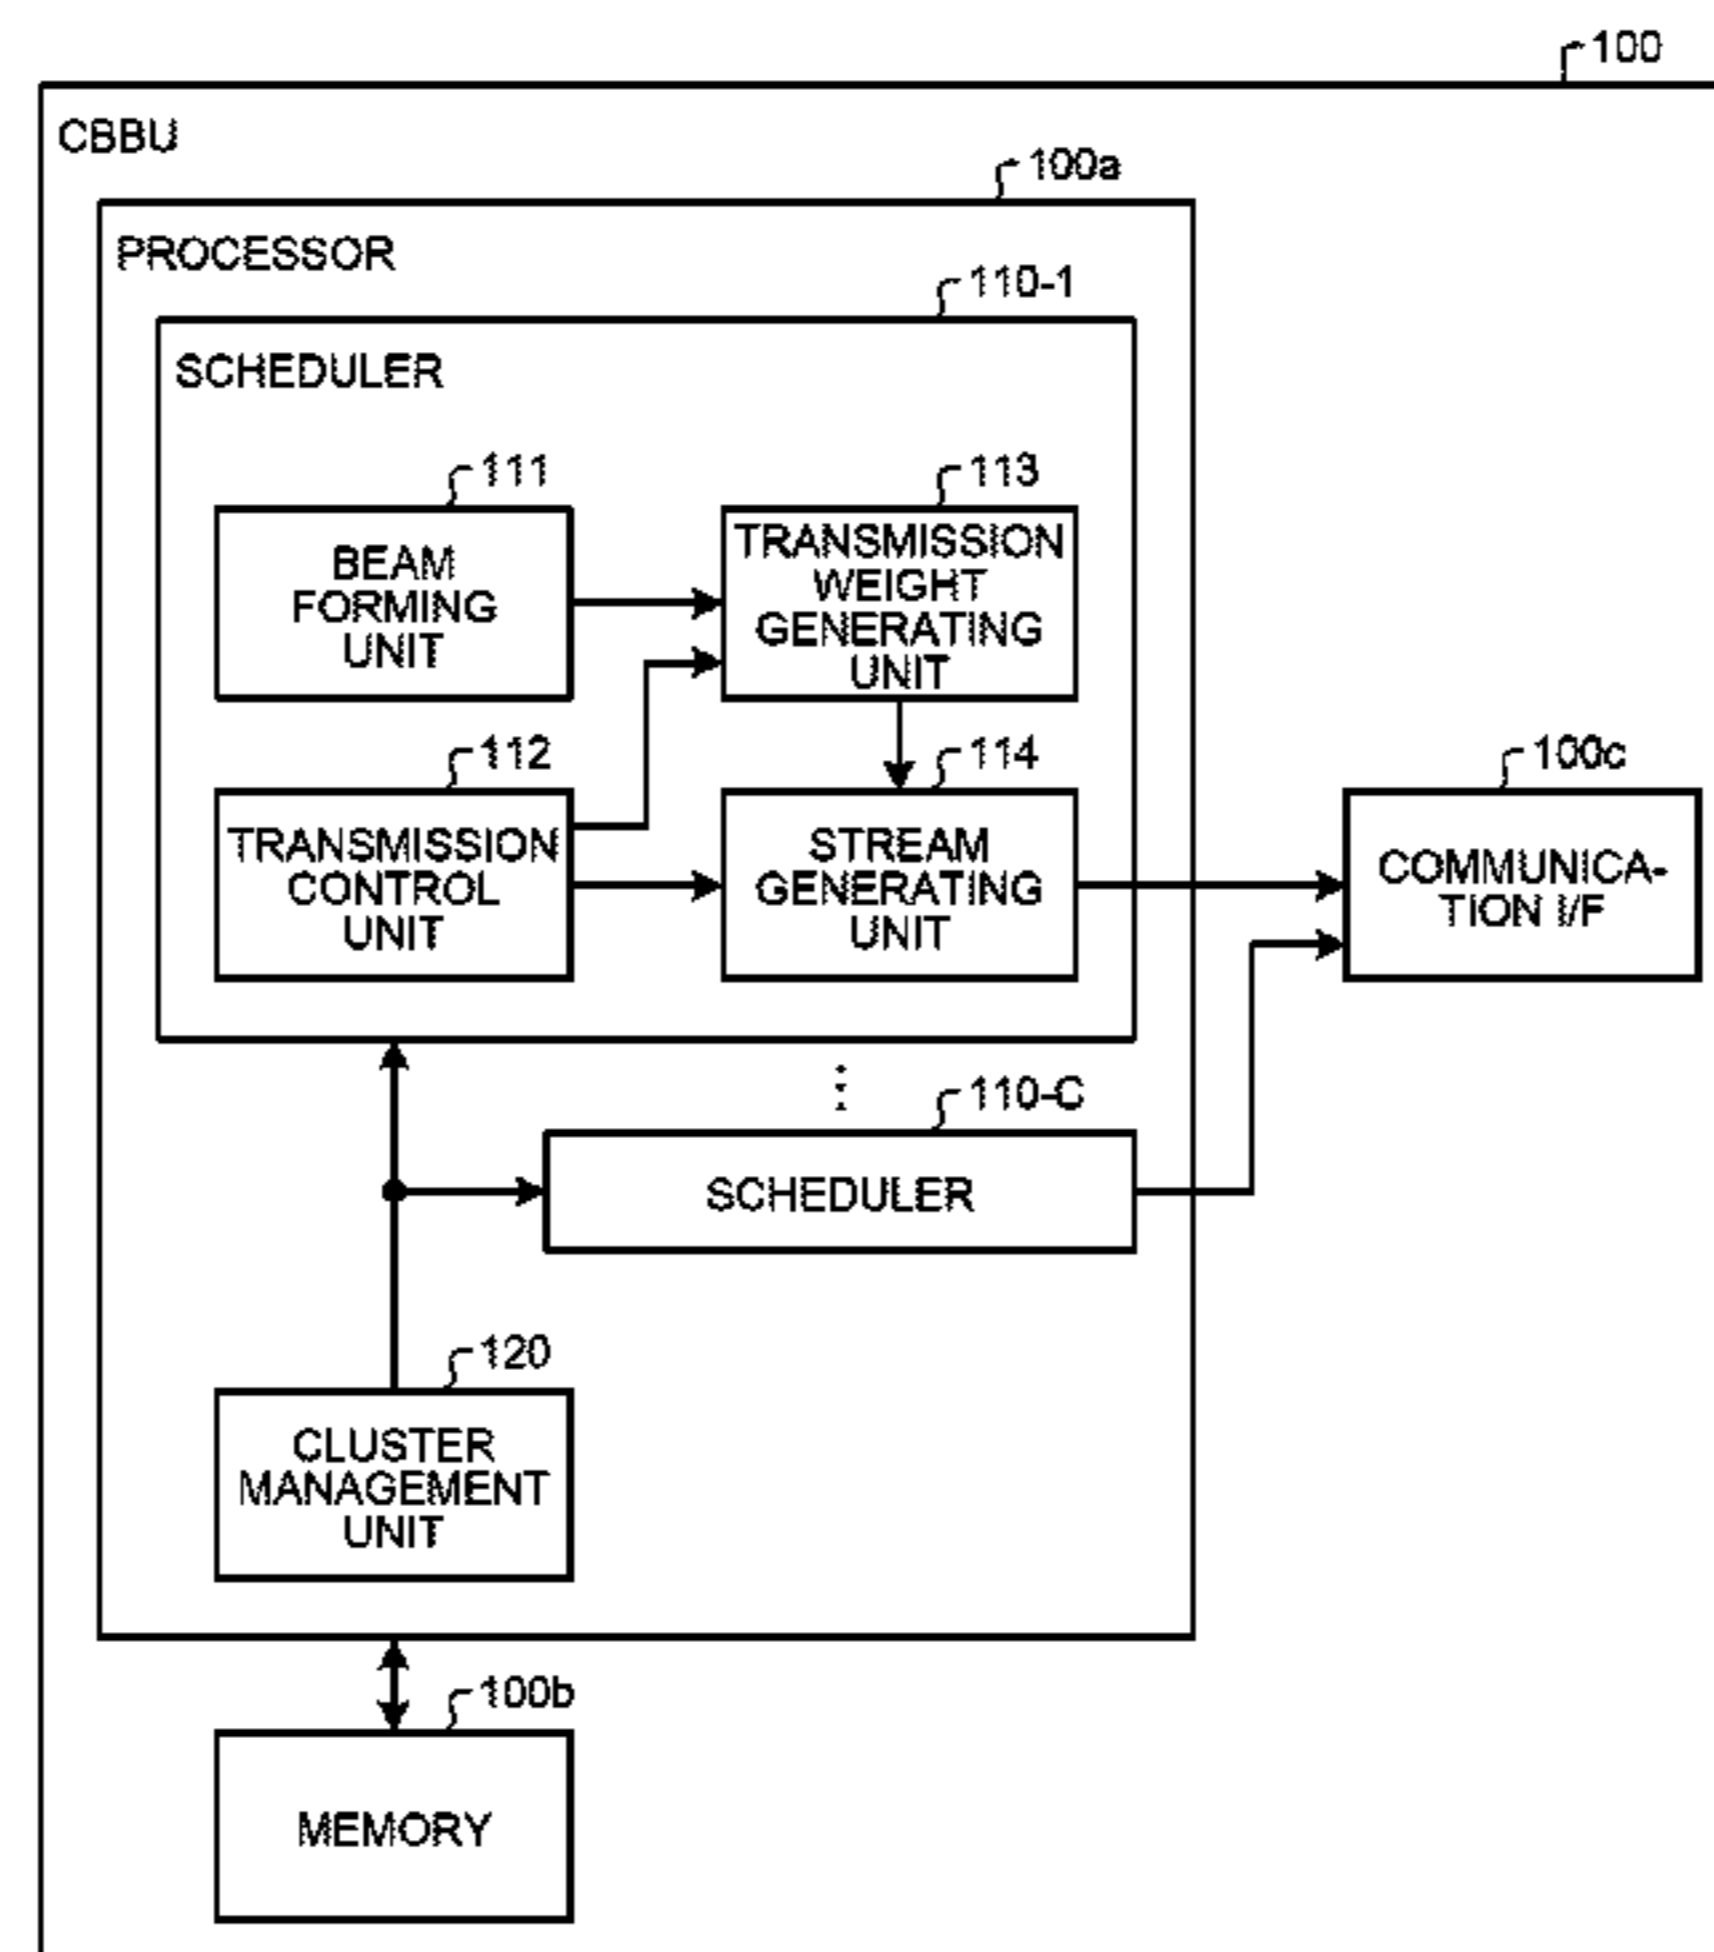 100
CBBU
100a
PROCESSOR
110-1
SCHEDULER
111
BEAM
FORMING
UNIT
113
TRANSMISSION
WEIGHT
GENERATING
UNIT
112
TRANSMISSION
CONTROL
UNIT
114
STREAM
GENERATING
UNIT
100c
COMMUNICA-
TION I/F
110-C
SCHEDULER
120
CLUSTER
MANAGEMENT
UNIT
100b
MEMORY